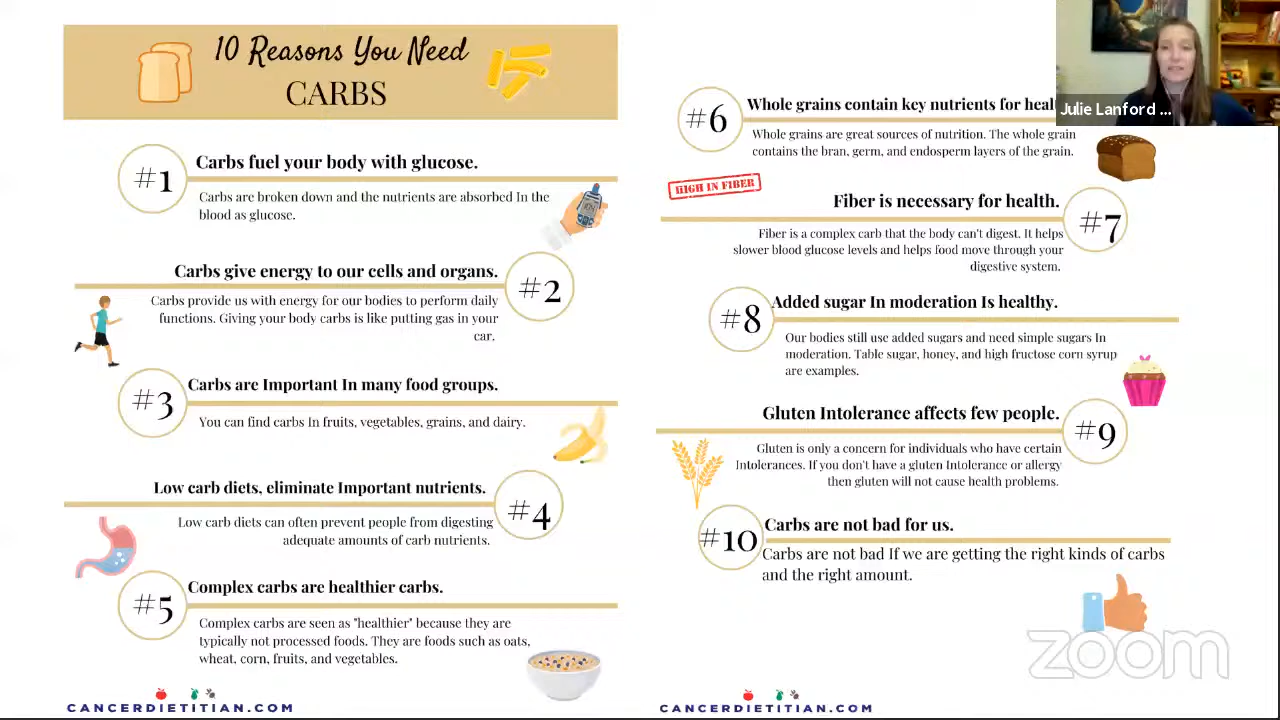 10 Reasons You Need
CARBS
#1
Carbs fuel your body with glucose.
Carbs are broken down and the nutrients are absorbed In the
blood as glucose.
Carbs give energy to our cells and organs.
#2
Carbs provide us with energy for our bodies to perform daily
functions. Giving your body carbs is like putting gas in your
car.
#3
Carbs are Important In many food groups.
You can find carbs In fruits, vegetables, grains, and dairy.
Low carb diets, eliminate Important nutrients.
#4
Low carb diets can often prevent people from digesting
adequate amounts of carb nutrients.
#5
Complex carbs are healthier carbs.
Complex carbs are seen as "healthier" because they are
typically not processed foods. They are foods such as oats,
wheat, corn, fruits, and vegetables.
CANCERDIETITIAN.COM
#6
Whole grains contain key nutrients for
Whole grains are great sources of nutrition. The whole grain
contains the bran, germ, and endosperm layers of the grain.
HIGH IN FIBER
Fiber is necessary for health.
#7
Fiber is a complex carb that the body can't digest. It helps
slower blood glucose levels and helps food move through your
digestive system.
#8
Added sugar In moderation Is healthy.
Our bodies still use added sugars and need simple sugars In
moderation. Table sugar, honey, and high fructose corn syrup
are examples.
Gluten Intolerance affects few people.
#9
Gluten is only a concern for individuals who have certain
Intolerances. If you don't have a gluten Intolerance or allergy
then gluten will not cause health problems.
#10
Carbs are not bad for us.
Carbs are not bad If we are getting the right kinds of carbs
and the right amount.
CANCERDIETITIAN.COM
Julie Lanford ...
zoom